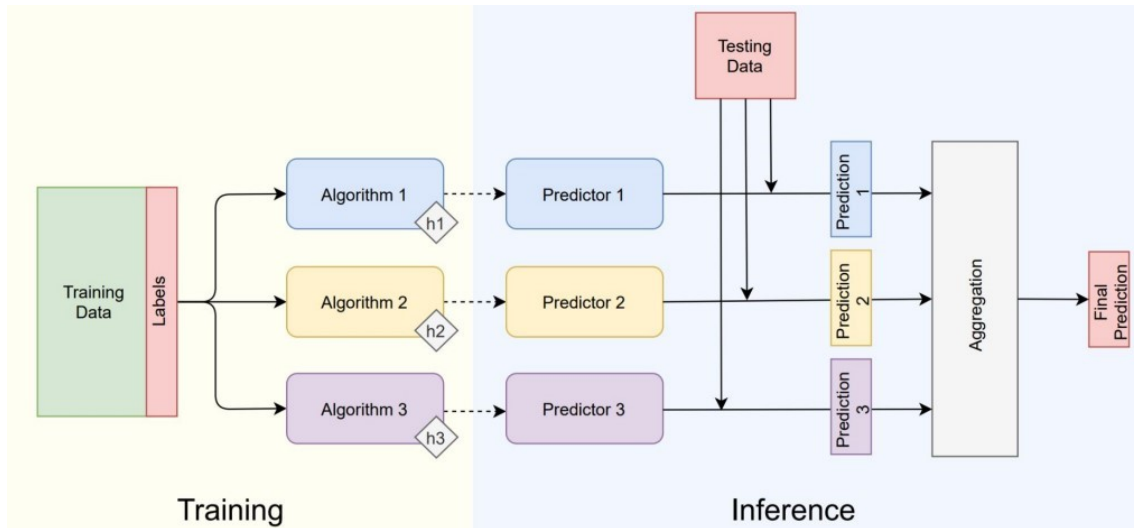 Testing
Data
Training
Data
Labels
Algorithm 1
h1
Predictor 1
Prediction
1
Algorithm 2
h2
Predictor 2
Prediction
2
Algorithm 3
h3
Predictor 3
Prediction
3
Aggregation
Final
Prediction
Training
Inference